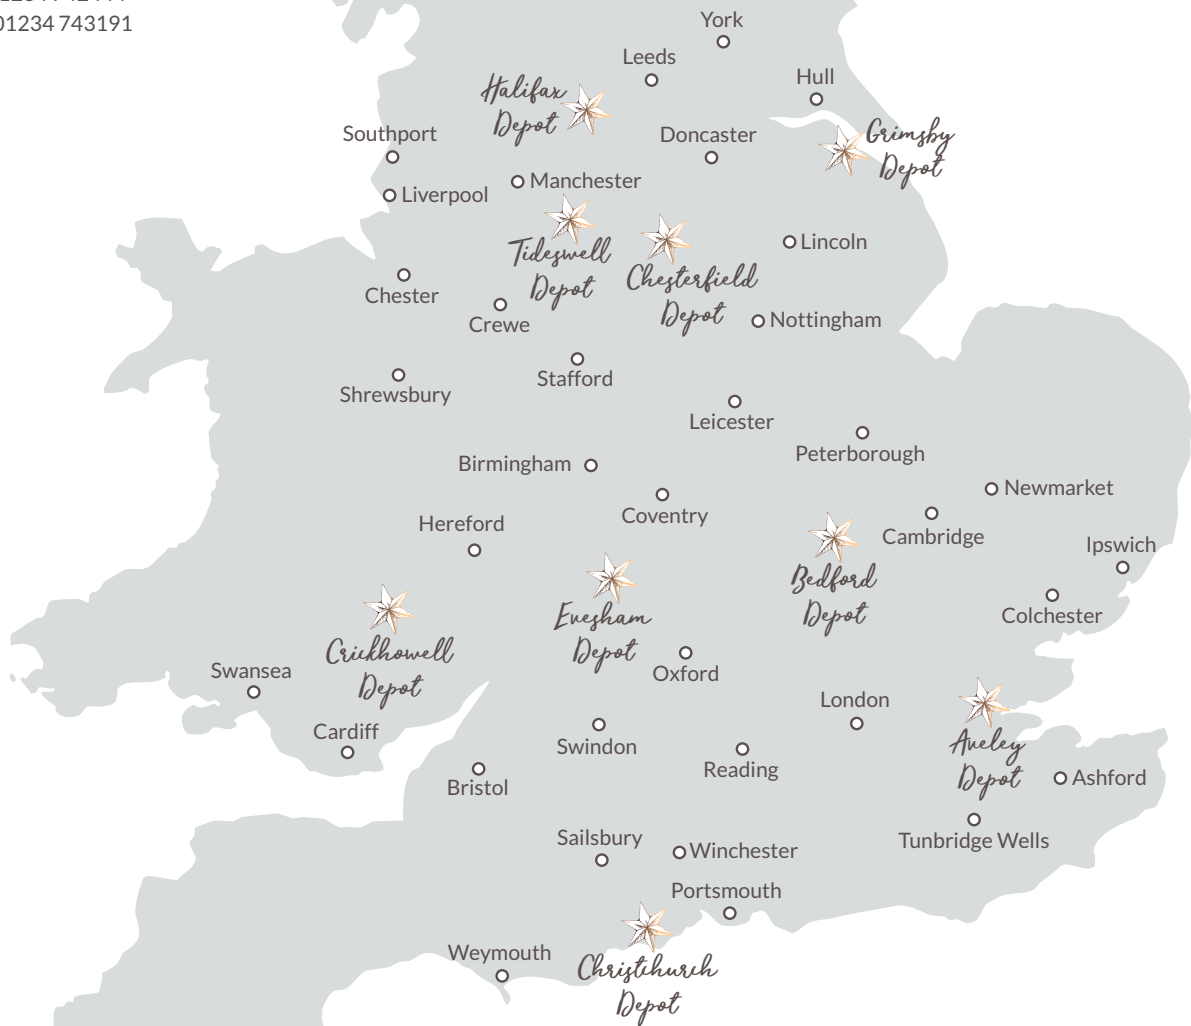 01234 743191
York
Leeds
Hull
Halifax
Depot
Grimsby
Depot
Southport
Doncaster
Manchester
Liverpool
Lincoln
Tideswell
Depot
Chesterfield
Depot
Chester
Crewe
Nottingham
Stafford
Shrewsbury
Leicester
Peterborough
Birmingham
Newmarket
Coventry
Hereford
Cambridge
Ipswich
Bedford
Depot
Colchester
Evesham
Depot
Crickhowell
Depot
Swansea
Oxford
London
Cardiff
Swindon
Reading
Bristol
Aveley
Depot
Ashford
Sailsbury
Winchester
Tunbridge Wells
Portsmouth
Weymouth
Christchurch
Depot